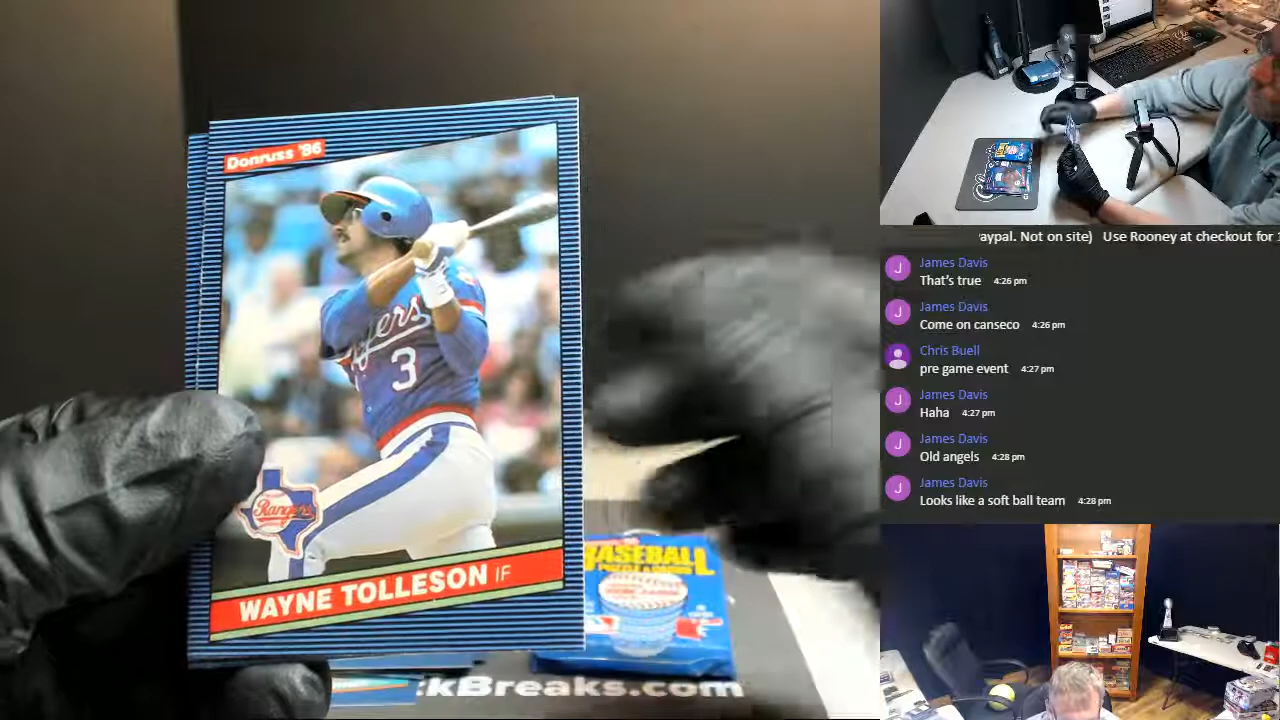 Donruss '86
Rangers
3
Rangers
WAYNE TOLLESON IF
BASEBALL
ckBreaks.com
aypal. Not on site) Use Rooney at checkout for
James Davis
That's true 4:26 pm
James Davis
Come on canseco 4:26 pm
Chris Buell
pre game event 4:27 pm
James Davis
Haha 4:27 pm
James Davis
Old angels 4:28 pm
James Davis
Looks like a soft ball team 4:28 pm